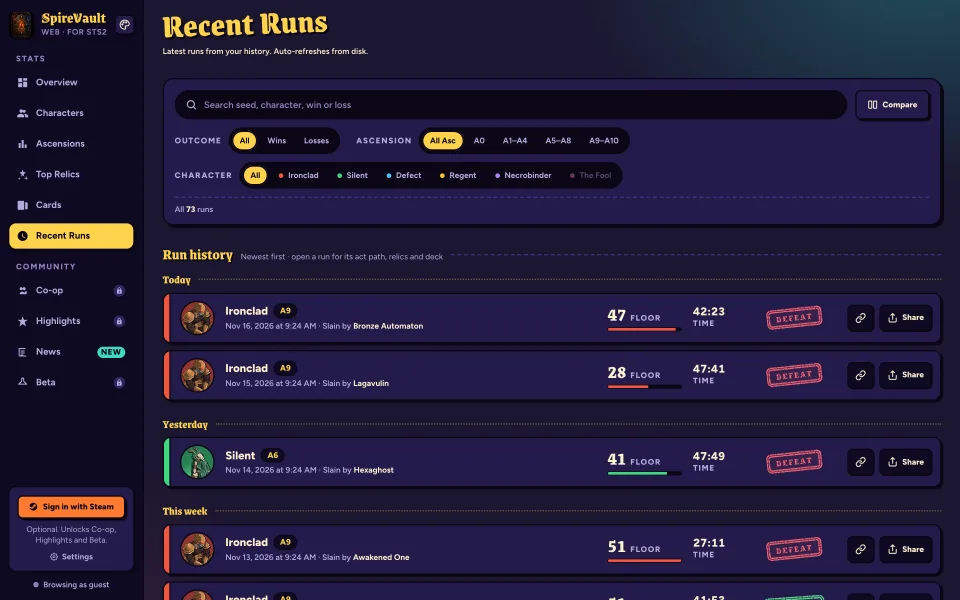 SpireVault
WEB · FOR STS2
STATS
Overview
Characters
Ascensions
Top Relics
Cards
Recent Runs
COMMUNITY
Co-op
Highlights
News NEW
Beta
Sign in with Steam
Optional. Unlocks Co-op,
Highlights and Beta.
Settings
Browsing as guest
Recent Runs
Latest runs from your history. Auto-refreshes from disk.
Search seed, character, win or loss
Compare
OUTCOME All Wins Losses ASCENSION All Asc A0 A1–A4 A5–A8 A9–A10
CHARACTER All Ironclad Silent Defect Regent Necrobinder The Fool
All 73 runs
Run history Newest first · open a run for its act path, relics and deck
Today
Ironclad A9
Nov 16, 2026 at 9:24 AM · Slain by Bronze Automaton
47 FLOOR
42:23
TIME
DEFEAT
Share
Ironclad A9
Nov 15, 2026 at 9:24 AM · Slain by Lagavulin
28 FLOOR
47:41
TIME
DEFEAT
Share
Yesterday
Silent A6
Nov 14, 2026 at 9:24 AM · Slain by Hexaghost
41 FLOOR
47:49
TIME
DEFEAT
Share
This week
Ironclad A9
Nov 13, 2026 at 9:24 AM · Slain by Awakened One
51 FLOOR
27:11
TIME
DEFEAT
Share
Ironclad A9